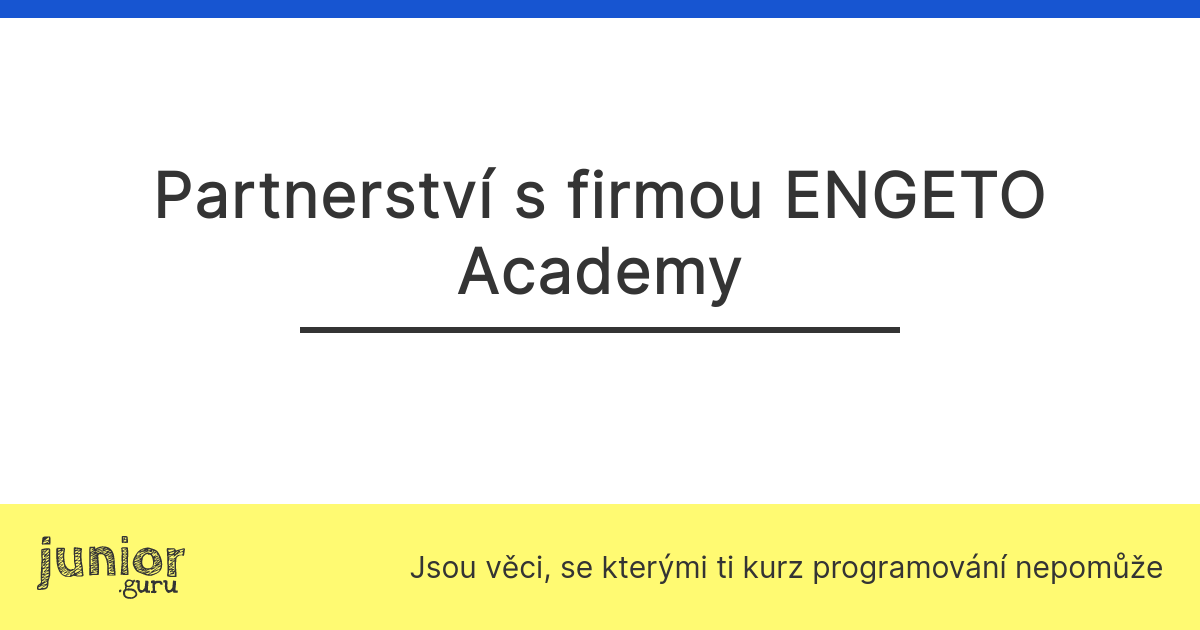 Partnerství s firmou ENGETO
Academy
junior
.guru
Jsou věci, se kterými ti kurz programování nepomůže